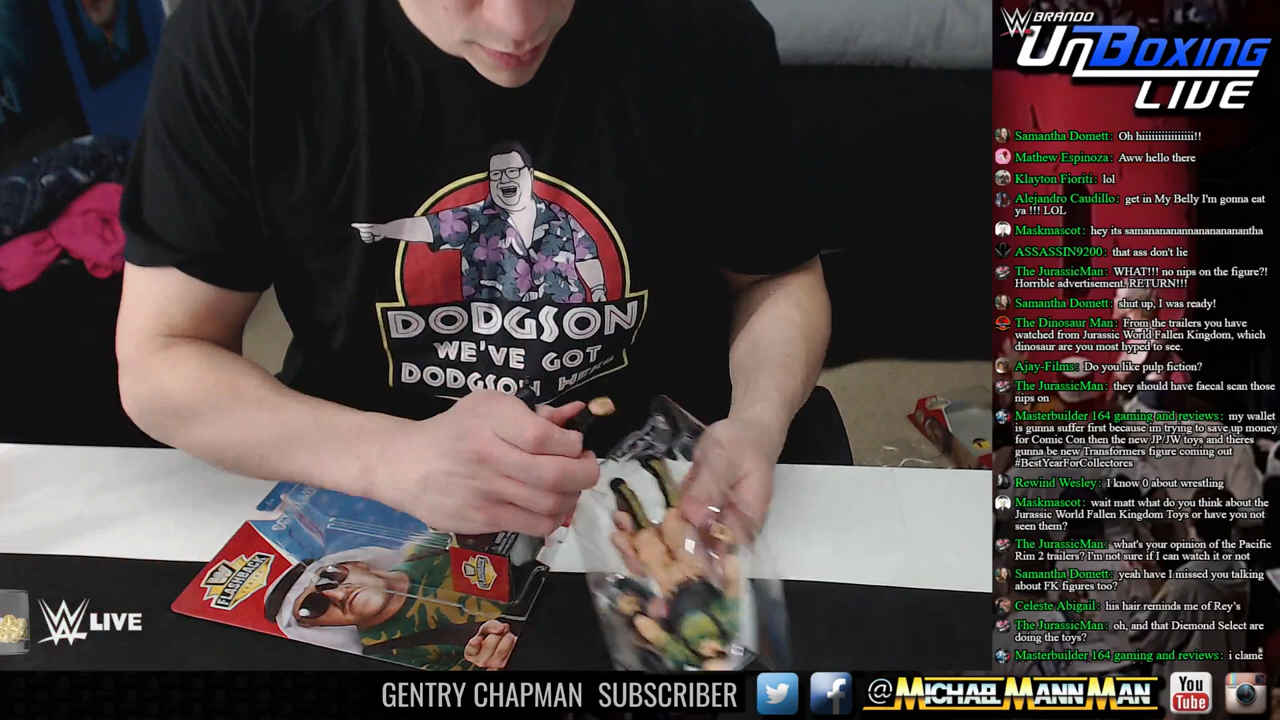 W BRANDO
UNBOXING
LIVE
Samantha Domett: Oh hiiiiiiiiiiiiiiii!!
Mathew Espinoza: Aww hello there
Klayton Fioriti: lol
Alejandro Caudillo: get in My Belly I'm gonna eat
ya !!! LOL
Maskmascot: hey its samanananannanananananantha
ASSASSIN9200: that ass don't lie
The JurassicMan: WHAT!!! no nips on the figure?!
Horrible advertisement. RETURN!!!
Samantha Domett: shut up, I was ready!
The Dinosaur Man: From the trailers you have
watched from Jurassic World Fallen Kingdom, which
dinosaur are you most hyped to see.
Ajay-Films: Do you like pulp fiction?
The JurassicMan: they should have faecal scan those
nips on
Masterbuilder 164 gaming and reviews: my wallet
is gunna suffer first because im trying to save up money
for Comic Con then the new JP/JW toys and theres
gunna be new Transformers figure coming out
#BestYearForCollectores
Rewind Wesley: I know 0 about wrestling
Maskmascot: wait matt what do you think about the
Jurassic World Fallen Kingdom Toys or have you not
seen them?
The JurassicMan: what's your opinion of the Pacific
Rim 2 trailers? I'm not sure if I can watch it or not
Samantha Domett: yeah have I missed you talking
about FK figures too?
Celeste Abigail: his hair reminds me of Rey's
The JurassicMan: oh, and that Diemond Select are
doing the toys?
Masterbuilder 164 gaming and reviews: i clame
DODGSON
WE'VE GOT
DODGSON HERE
FLASHBACK
W LIVE
GENTRY CHAPMAN SUBSCRIBER
@MICHAELMANNMAN
You
Tube